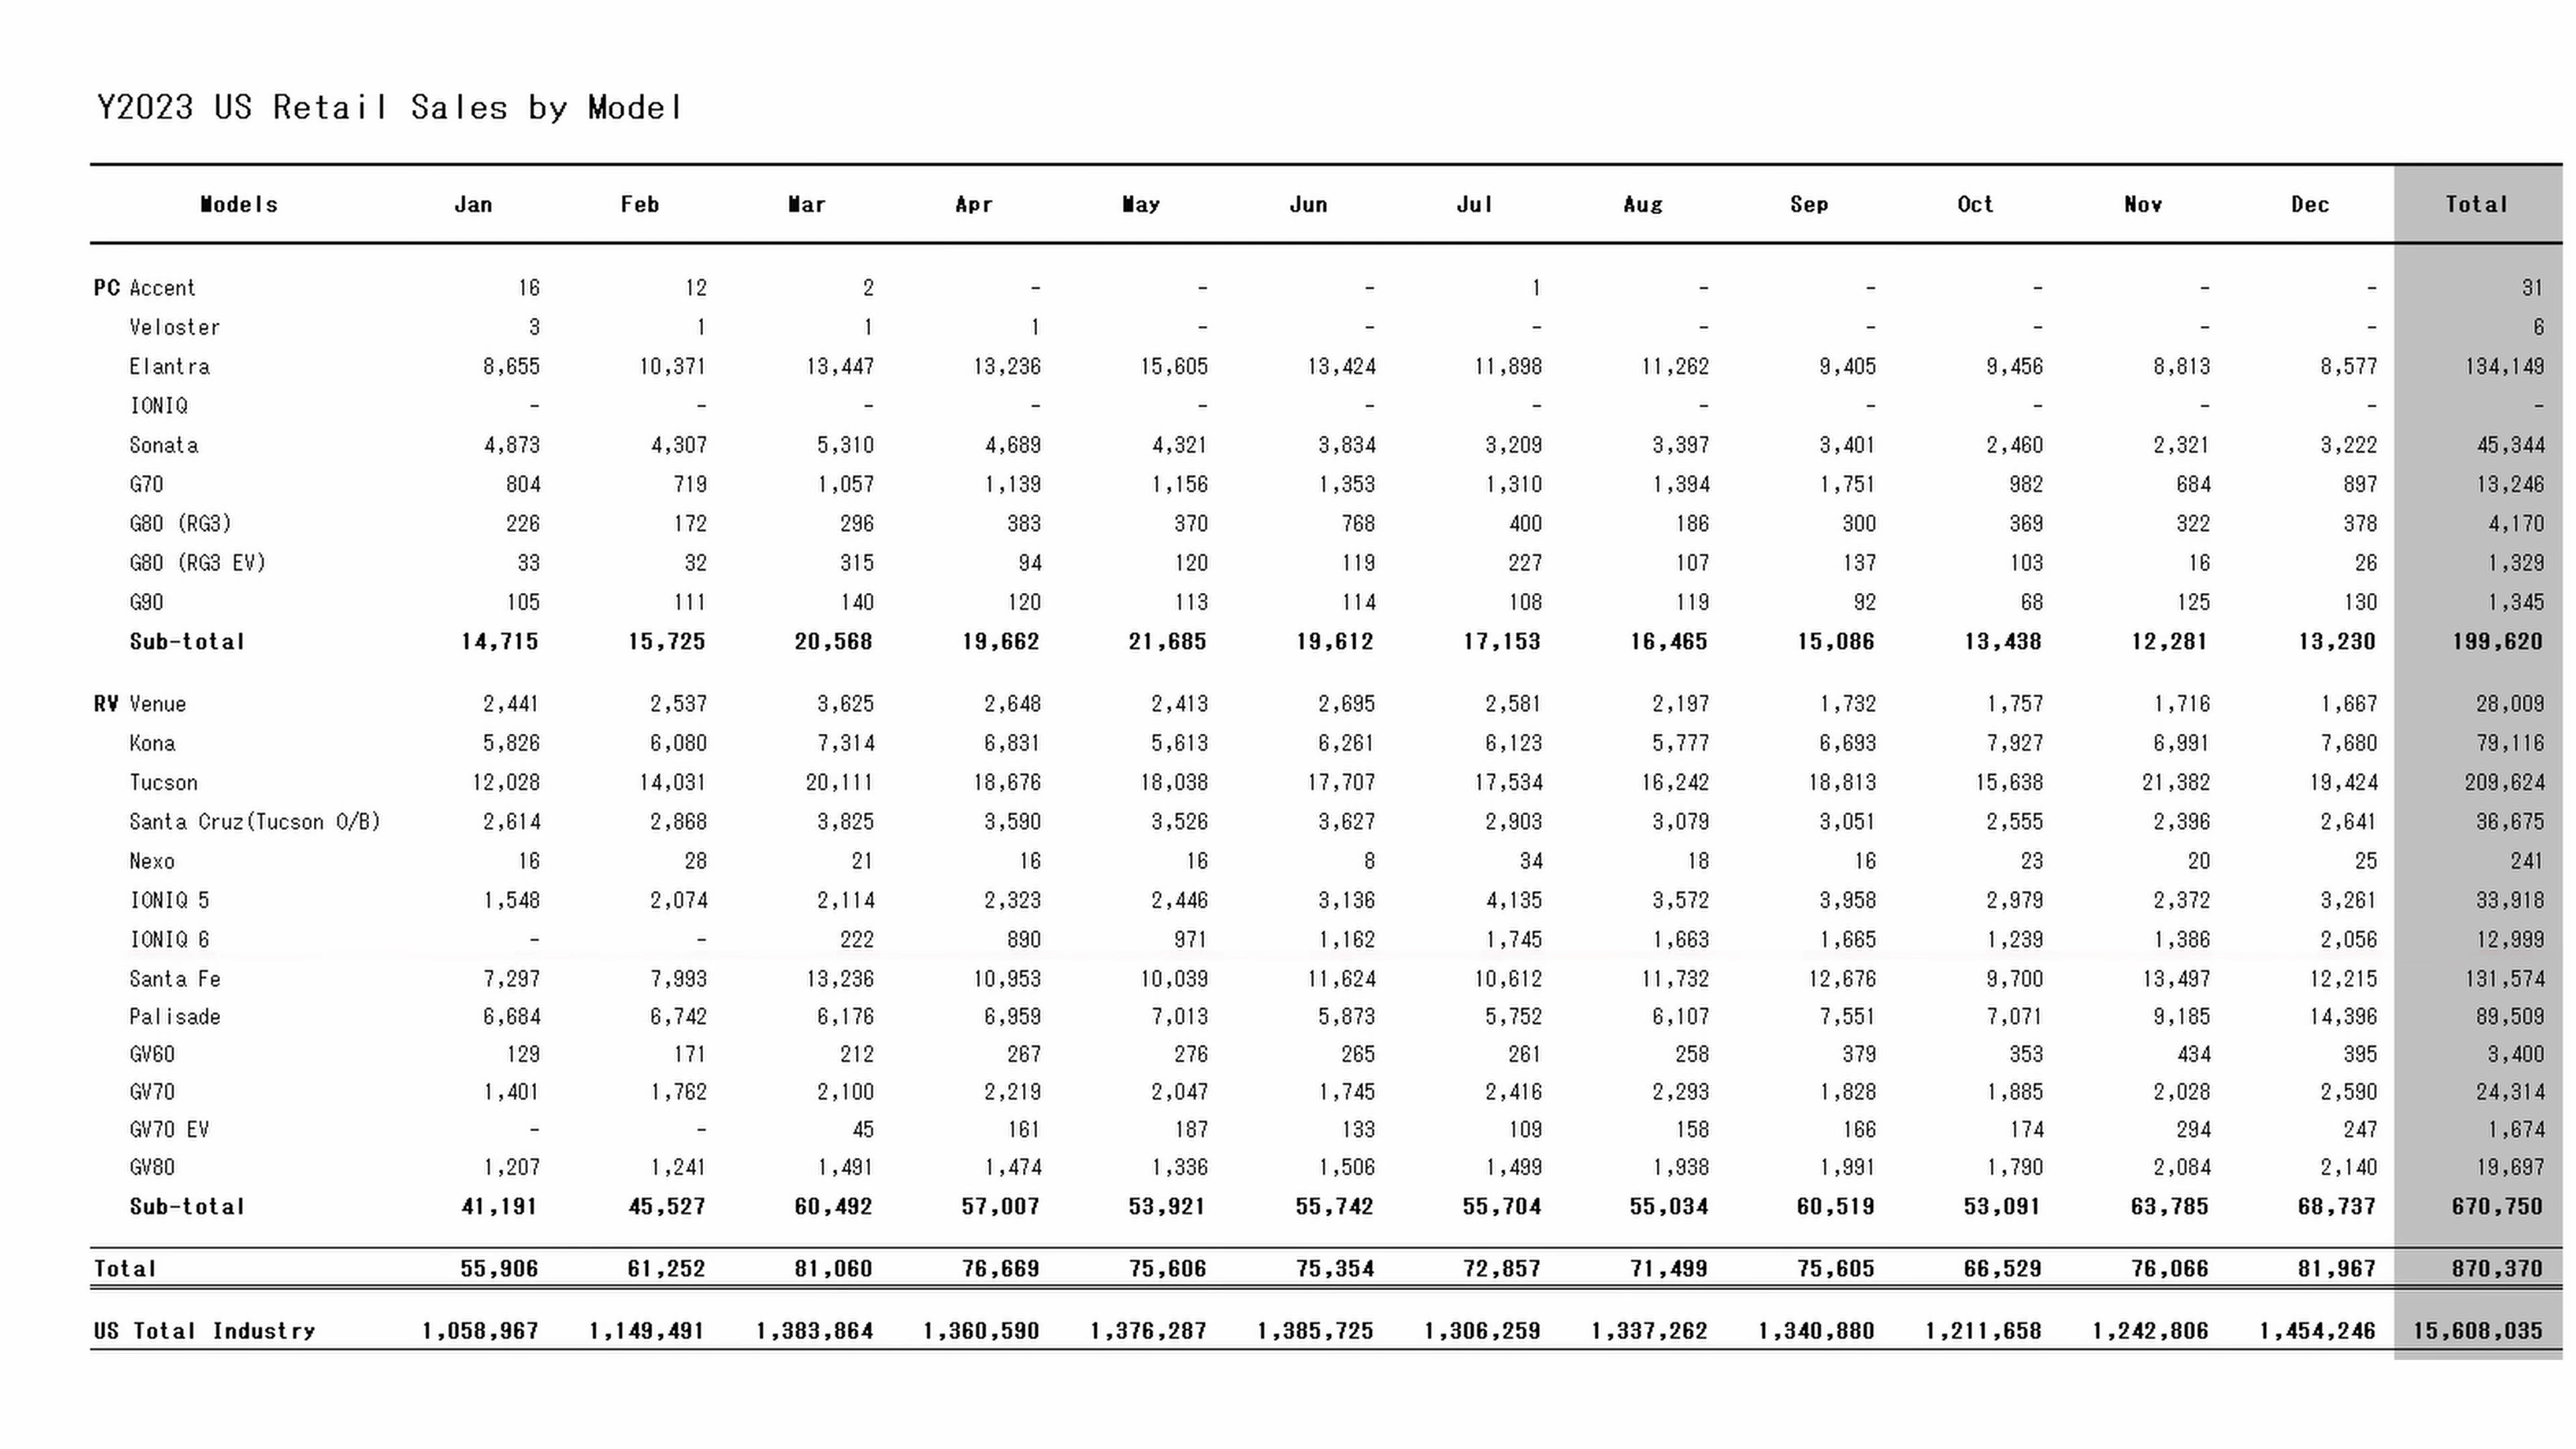 Y2023 US Retail Sales by Model
Models Jan Feb Mar Apr May Jun Jul Aug Sep Oct Nov Dec Total
PC Accent 16 12 2 - - - 1 - - - - - 31
Veloster 3 1 1 1 - - - - - - - - 6
Elantra 8,655 10,371 13,447 13,236 15,605 13,424 11,898 11,262 9,405 9,456 8,813 8,577 134,149
IONIQ - - - - - - - - - - - - -
Sonata 4,873 4,307 5,310 4,689 4,321 3,834 3,209 3,397 3,401 2,460 2,321 3,222 45,344
G70 804 719 1,057 1,139 1,156 1,353 1,310 1,394 1,751 982 684 897 13,246
G80 (RG3) 226 172 296 383 370 768 400 186 300 369 322 378 4,170
G80 (RG3 EV) 33 32 315 94 120 119 227 107 137 103 16 26 1,329
G90 105 111 140 120 113 114 108 119 92 68 125 130 1,345
Sub-total 14,715 15,725 20,568 19,662 21,685 19,612 17,153 16,465 15,086 13,438 12,281 13,230 199,620
RV Venue 2,441 2,537 3,625 2,648 2,413 2,695 2,581 2,197 1,732 1,757 1,716 1,667 28,009
Kona 5,826 6,080 7,314 6,831 5,613 6,261 6,123 5,777 6,693 7,927 6,991 7,680 79,116
Tucson 12,028 14,031 20,111 18,676 18,038 17,707 17,534 16,242 18,813 15,638 21,382 19,424 209,624
Santa Cruz(Tucson O/B) 2,614 2,868 3,825 3,590 3,526 3,627 2,903 3,079 3,051 2,555 2,396 2,641 36,675
Nexo 16 28 21 16 16 8 34 18 16 23 20 25 241
IONIQ 5 1,548 2,074 2,114 2,323 2,446 3,136 4,135 3,572 3,958 2,979 2,372 3,261 33,918
IONIQ 6 - - 222 890 971 1,162 1,745 1,663 1,665 1,239 1,386 2,056 12,999
Santa Fe 7,297 7,993 13,236 10,953 10,039 11,624 10,612 11,732 12,676 9,700 13,497 12,215 131,574
Palisade 6,684 6,742 6,176 6,959 7,013 5,873 5,752 6,107 7,551 7,071 9,185 14,396 89,509
GV60 129 171 212 267 276 265 261 258 379 353 434 395 3,400
GV70 1,401 1,762 2,100 2,219 2,047 1,745 2,416 2,293 1,828 1,885 2,028 2,590 24,314
GV70 EV - - 45 161 187 133 109 158 166 174 294 247 1,674
GV80 1,207 1,241 1,491 1,474 1,336 1,506 1,499 1,938 1,991 1,790 2,084 2,140 19,697
Sub-total 41,191 45,527 60,492 57,007 53,921 55,742 55,704 55,034 60,519 53,091 63,785 68,737 670,750
Total 55,906 61,252 81,060 76,669 75,606 75,354 72,857 71,499 75,605 66,529 76,066 81,967 870,370
US Total Industry 1,058,967 1,149,491 1,383,864 1,360,590 1,376,287 1,385,725 1,306,259 1,337,262 1,340,880 1,211,658 1,242,806 1,454,246 15,608,035